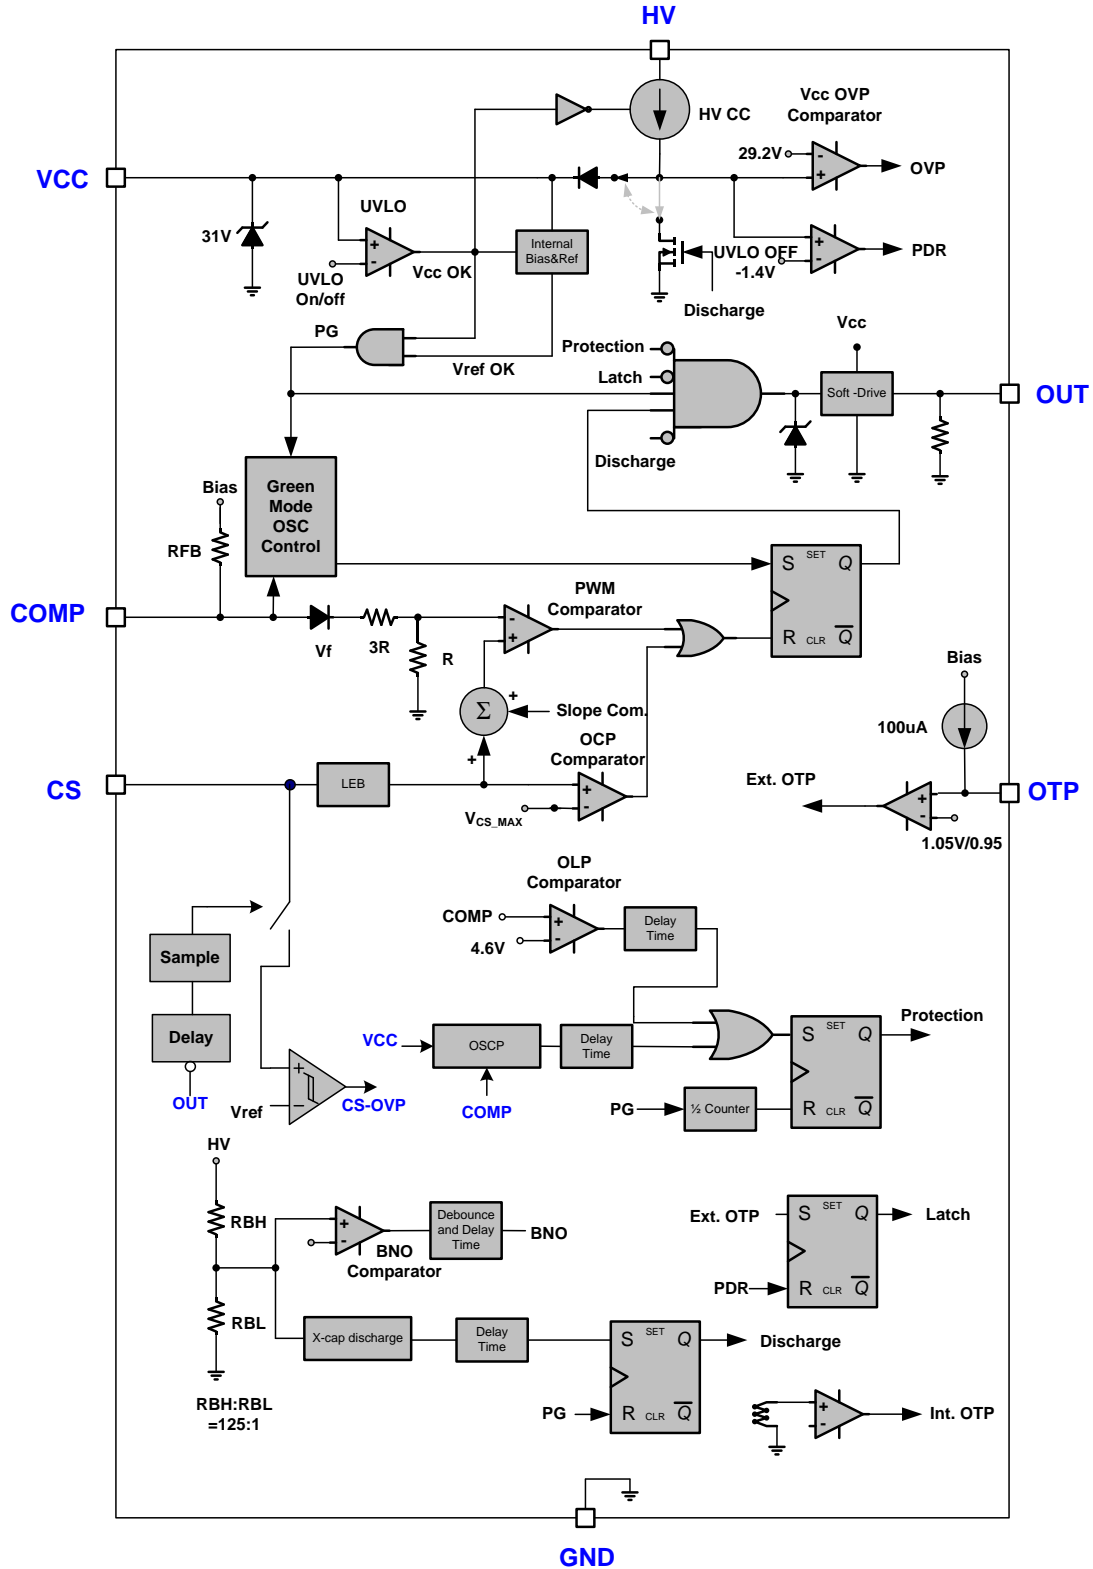 HV
HV CC
Vcc OVP
Comparator
29.2V
-
+
OVP
VCC
31V
UVLO
+
-
UVLO
On/off
Vcc OK
Internal
Bias&Ref
UVLO OFF
-1.4V
+
-
PDR
Discharge
PG
Vref OK
Protection
Latch
Discharge
Vcc
Soft -Drive
OUT
Bias
RFB
Green
Mode
OSC
Control
COMP
Vf
3R
R
PWM
Comparator
-
+
S SET Q
R CLR Q
Σ
+
+
Slope Com.
OCP
Comparator
CS
LEB
+
-
VCS_MAX
Bias
100uA
Ext. OTP
+
-
OTP
1.05V/0.95
OLP
Comparator
COMP
4.6V
+
-
Delay
Time
Sample
Delay
OUT
Vref
+
-
CS-OVP
VCC
OSCP
COMP
Delay
Time
PG
½ Counter
S SET Q
R CLR Q
Protection
HV
RBH
RBL
RBH:RBL
=125:1
+
-
BNO
Comparator
Debounce
and Delay
Time
BNO
Ext. OTP
PDR
S SET Q
R CLR Q
Latch
X-cap discharge
Delay
Time
PG
S SET Q
R CLR Q
Discharge
+
-
Int. OTP
GND